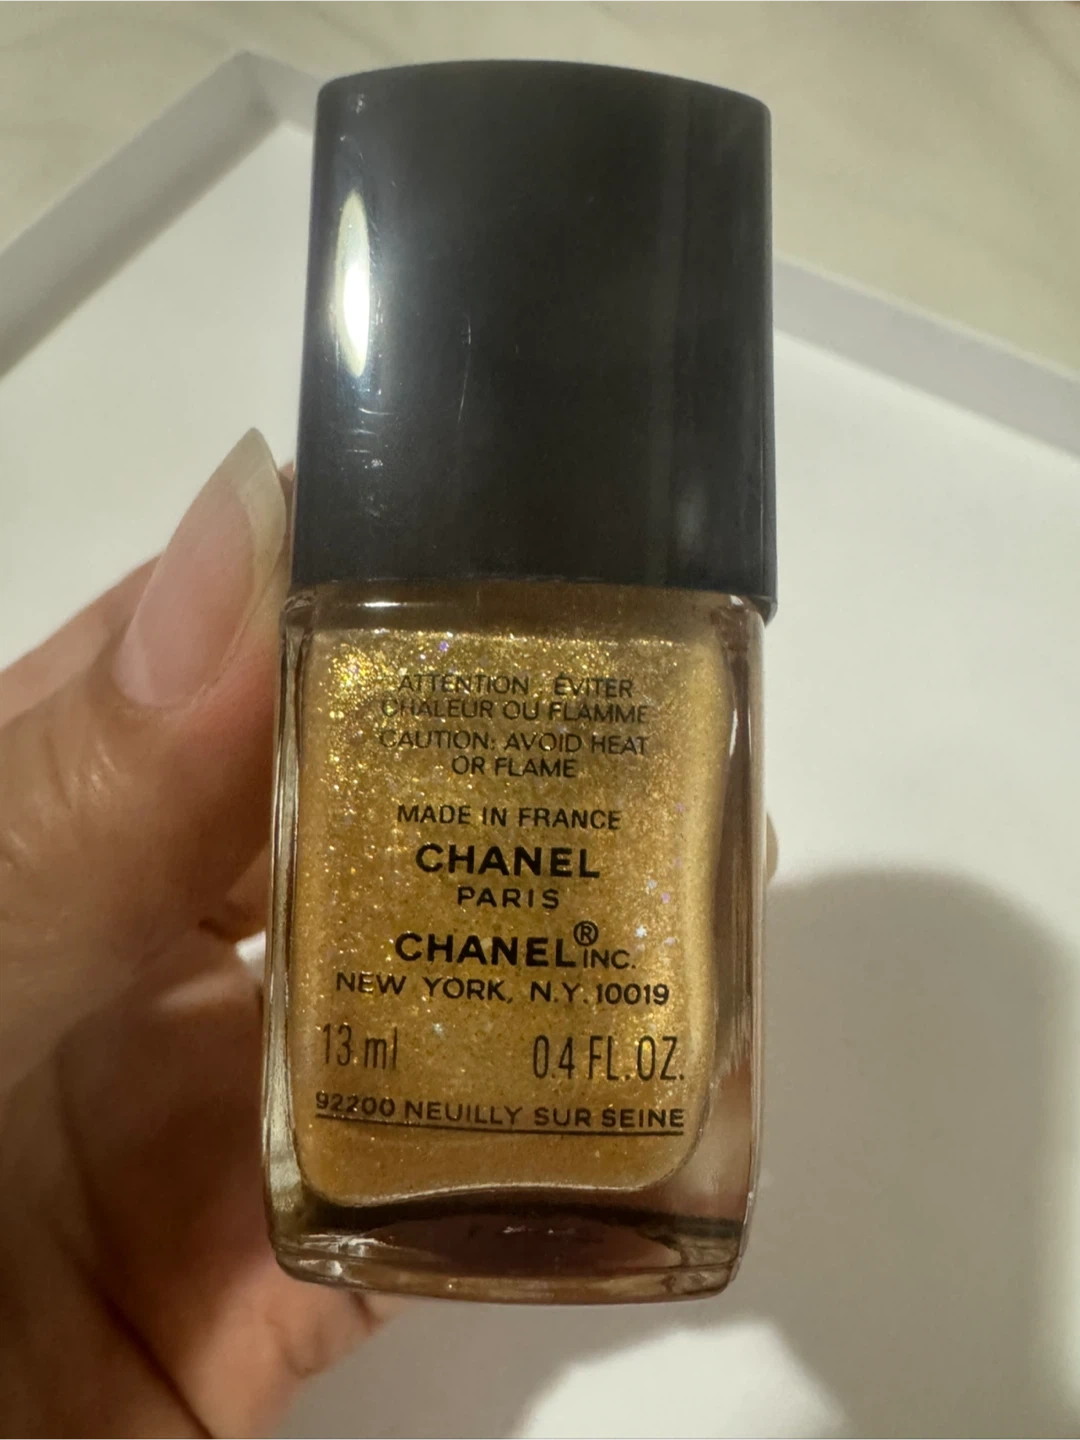 ATTENTION : ÉVITER
CHALEUR OU FLAMME
CAUTION: AVOID HEAT
OR FLAME
MADE IN FRANCE
CHANEL
PARIS
CHANEL® INC.
NEW YORK, N.Y. 10019
13 ml 0.4 FL.OZ.
92200 NEUILLY SUR SEINE